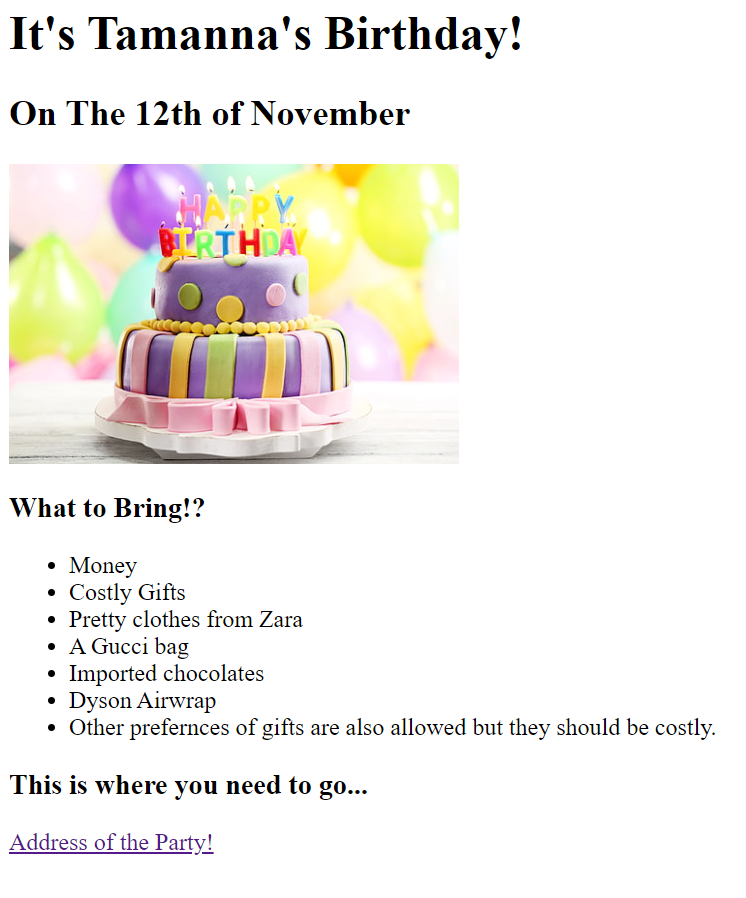 It's Tamanna's Birthday!
On The 12th of November
HAPPY
BIRTHDAY
What to Bring!?
Money
Costly Gifts
Pretty clothes from Zara
A Gucci bag
Imported chocolates
Dyson Airwrap
Other prefernces of gifts are also allowed but they should be costly.
This is where you need to go...
Address of the Party!